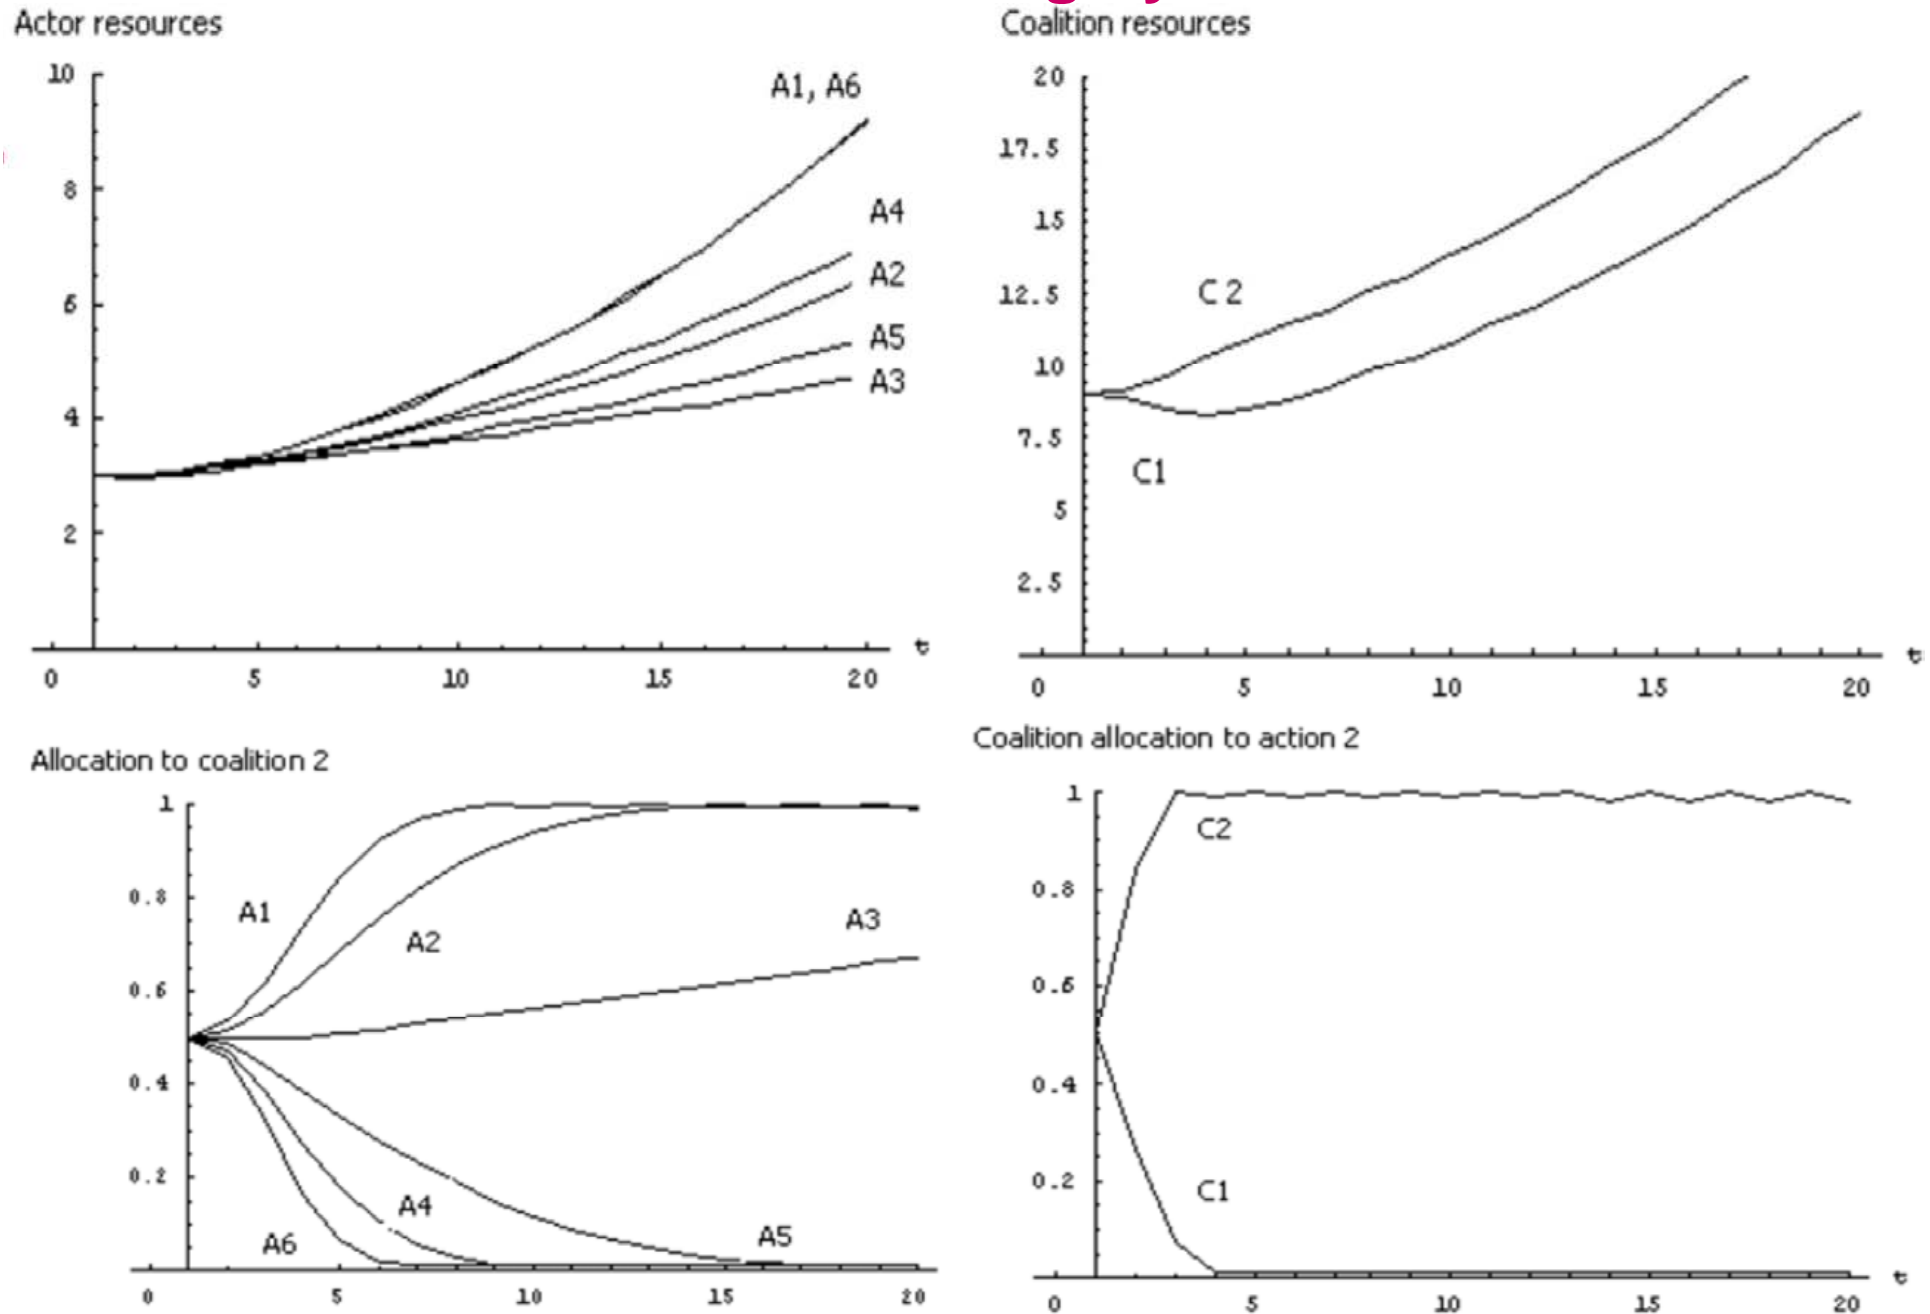 Actor resources
10
8
6
4
2
0 5 10 15 20
t
A1, A6
A4
A2
A5
A3
Coalition resources
20
17.5
15
12.5
10
7.5
5
2.5
0 5 10 15 20
t
C 2
C1
Allocation to coalition 2
1
0.8
0.6
0.4
0.2
0 5 10 15 20
A1
A2
A3
A4
A6
A5
Coalition allocation to action 2
1
0.8
0.6
0.4
0.2
0 5 10 15 20
t
C2
C1